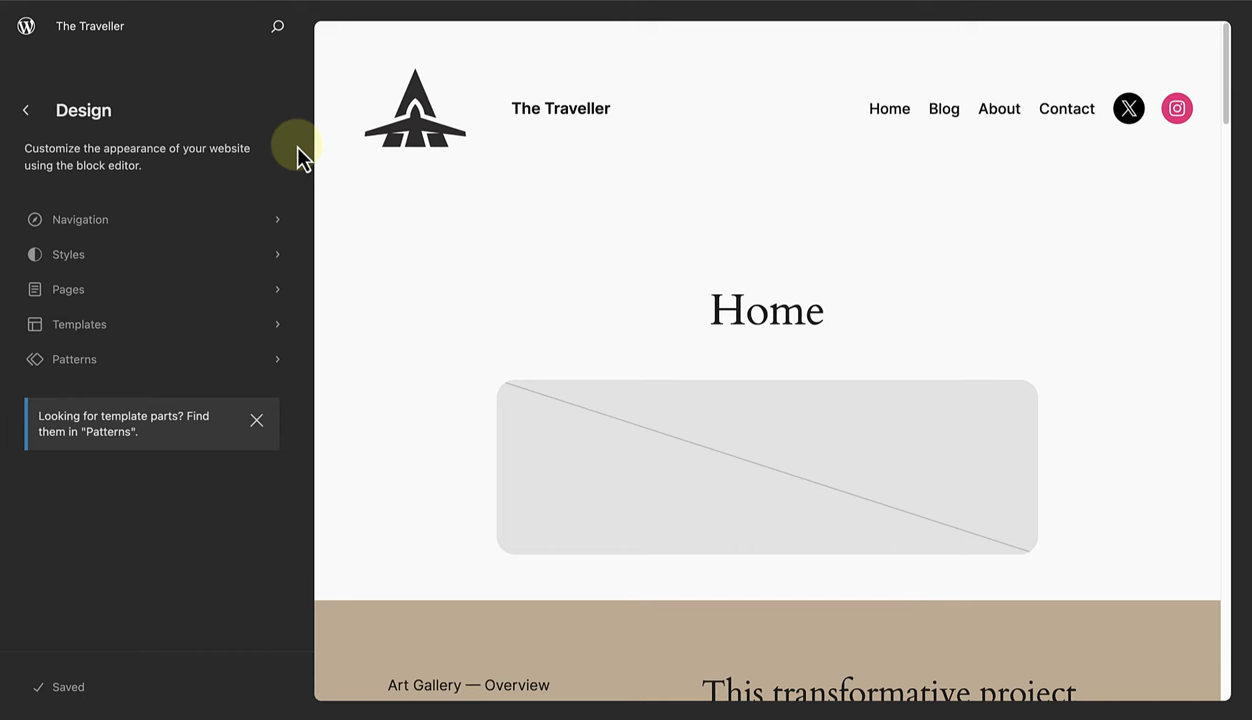 The Traveller
Design
Customize the appearance of your website
using the block editor.
Navigation
Styles
Pages
Templates
Patterns
Looking for template parts? Find
them in "Patterns".
Saved
The Traveller
Home
Blog
About
Contact
Home
Art Gallery — Overview
This transformative project